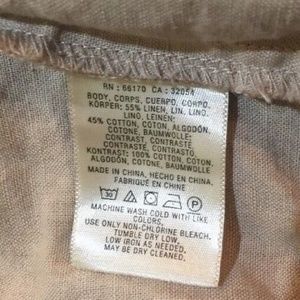 RN : 66170 CA : 32054
BODY, CORPS, CUERPO, CORPO,
KÖRPER: 55% LINEN, LIN, LINO,
LINO, LEINEN;
45% COTTON, COTON, ALGODÓN,
COTONE, BAUMWOLLE;
CONTRAST, CONTRASTE,
CONTRASTE, CONTRASTO,
KONTRAST: 100% COTTON, COTON,
ALGODÓN, COTONE, BAUMWOLLE.
MADE IN CHINA, HECHO EN CHINA,
FABRIQUÉ EN CHINE
30
MACHINE WASH COLD WITH LIKE
COLORS.
USE ONLY NON-CHLORINE BLEACH.
TUMBLE DRY LOW,
LOW IRON AS NEEDED.
MAY BE DRY CLEANED.